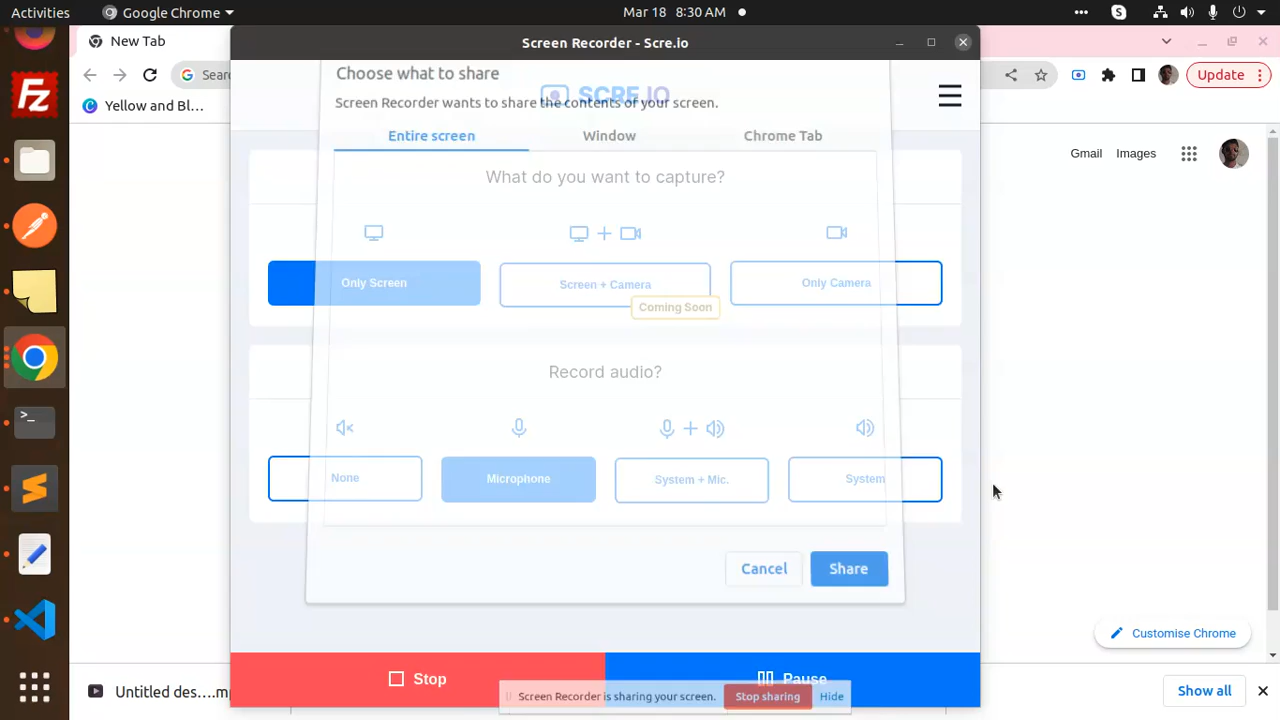 Activities
Google Chrome
Mar 18 8:30 AM
New Tab
Screen Recorder - Scre.io
Sear
Update
Yellow and Bl...
Choose what to share
SCRE.IO
Screen Recorder wants to share the contents of your screen.
Entire screen
Window
Chrome Tab
Gmail
Images
What do you want to capture?
Only Screen
Screen + Camera
Only Camera
Coming Soon
Record audio?
None
Microphone
System + Mic.
System
Cancel
Share
Customise Chrome
Stop
Pause
Screen Recorder is sharing your screen.
Stop sharing
Hide
Untitled des....mp
Show all